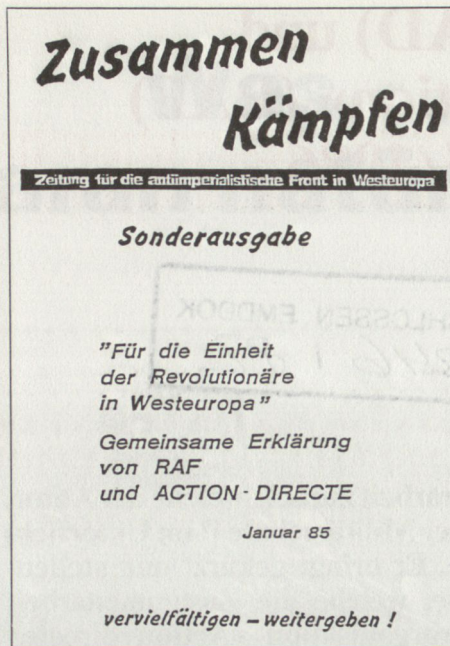 Zusammen
Kämpfen
Zeitung für die antiimperialistische Front in Westeuropa
Sonderausgabe
"Für die Einheit
der Revolutionäre
in Westeuropa"
Gemeinsame Erklärung
von RAF
und ACTION-DIRECTE
Januar 85
vervielfältigen – weitergeben !